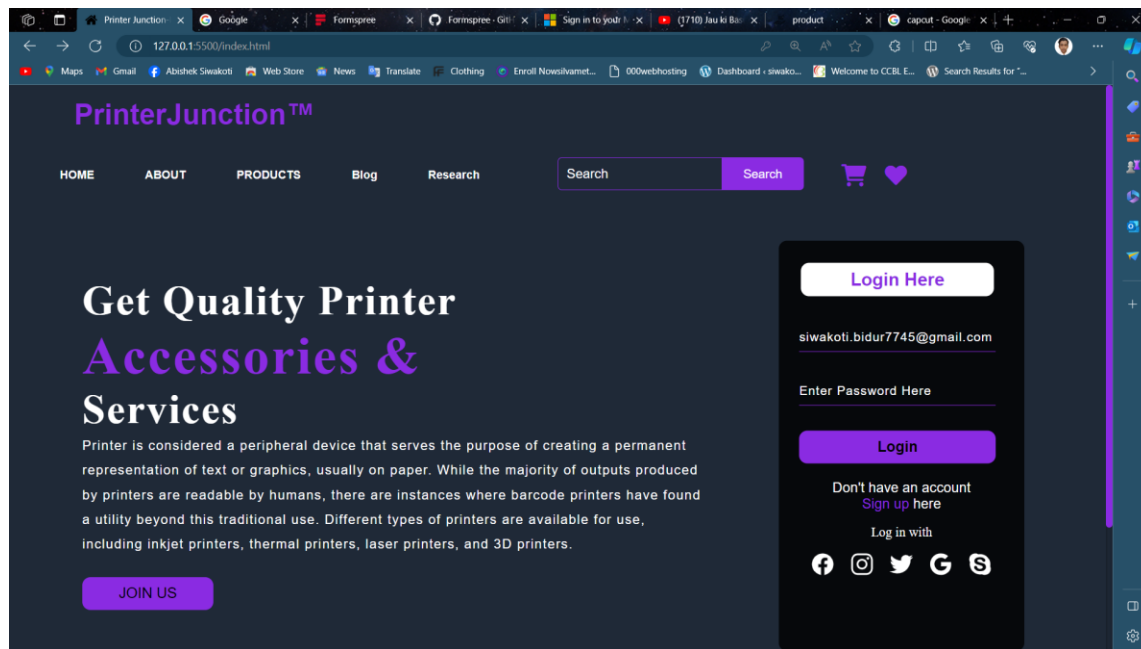 Printer Junction
Google
Formspree
Formspree · Git
Sign in to your
(1710) Jau ki Ba
product
capcut - Google
127.0.0.1:5500/index.html
Maps
Gmail
Abishek Siwakoti
Web Store
News
Translate
Clothing
Enroll Nowsilvamet...
000webhosting
Dashboard ‹ siwako...
Welcome to CCBL E...
Search Results for "...
PrinterJunction™
HOME
ABOUT
PRODUCTS
Blog
Research
Search
Search
Get Quality Printer
Accessories &
Services
Printer is considered a peripheral device that serves the purpose of creating a permanent
representation of text or graphics, usually on paper. While the majority of outputs produced
by printers are readable by humans, there are instances where barcode printers have found
a utility beyond this traditional use. Different types of printers are available for use,
including inkjet printers, thermal printers, laser printers, and 3D printers.
JOIN US
Login Here
siwakoti.bidur7745@gmail.com
Enter Password Here
Login
Don't have an account
Sign up here
Log in with